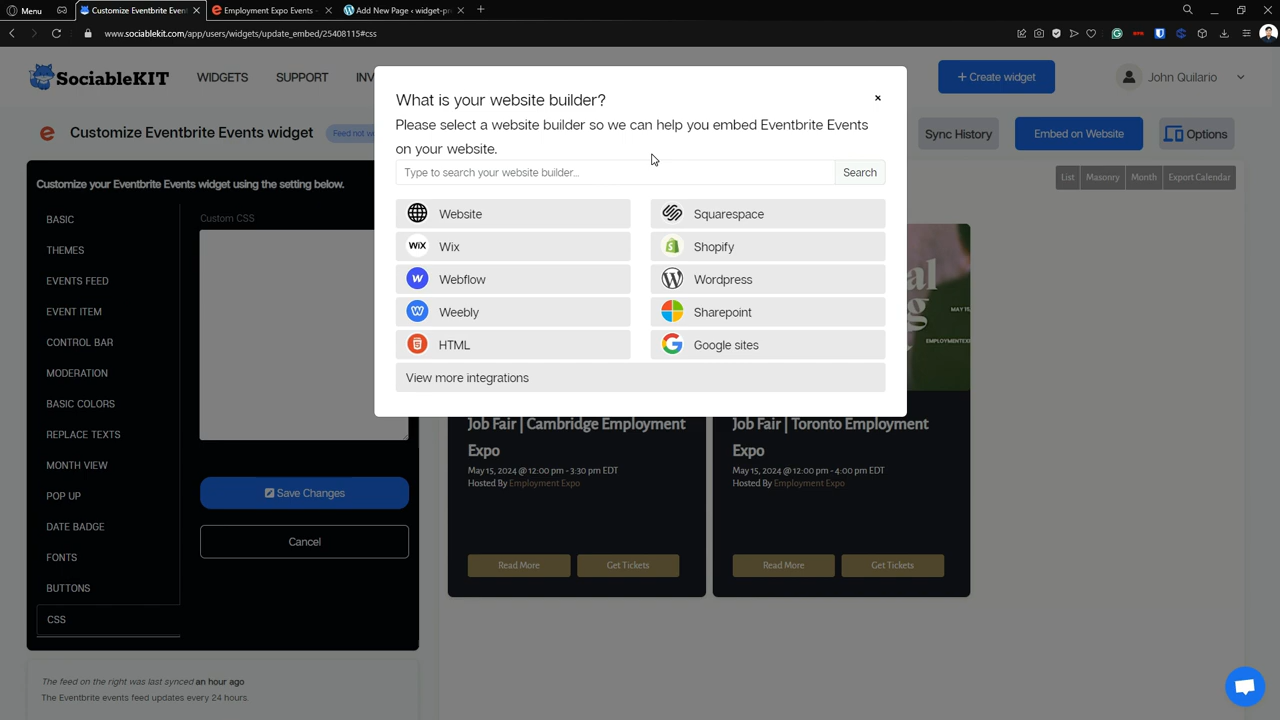 Menu
Customize Eventbrite Even
Employment Expo Events -
Add New Page ‹ widget-pr
www.sociablekit.com/app/users/widgets/update_embed/25408115#css
SociableKIT
WIDGETS
SUPPORT
INV
+ Create widget
John Quilario
Customize Eventbrite Events widget
Feed not w
Sync History
Embed on Website
Options
What is your website builder?
Please select a website builder so we can help you embed Eventbrite Events
on your website.
Type to search your website builder...
Search
Website
Squarespace
Wix
Shopify
Webflow
Wordpress
Weebly
Sharepoint
HTML
Google sites
View more integrations
Customize your Eventbrite Events widget using the setting below.
BASIC
THEMES
EVENTS FEED
EVENT ITEM
CONTROL BAR
MODERATION
BASIC COLORS
REPLACE TEXTS
MONTH VIEW
POP UP
DATE BADGE
FONTS
BUTTONS
CSS
Custom CSS
Save Changes
Cancel
The feed on the right was last synced an hour ago
The Eventbrite events feed updates every 24 hours.
List
Masonry
Month
Export Calendar
Job Fair | Cambridge Employment
Expo
May 15, 2024 @ 12:00 pm - 3:30 pm EDT
Hosted By Employment Expo
Read More
Get Tickets
MAY 15,
EMPLOYMENTEX
Job Fair | Toronto Employment
Expo
May 15, 2024 @ 12:00 pm - 4:00 pm EDT
Hosted By Employment Expo
Read More
Get Tickets